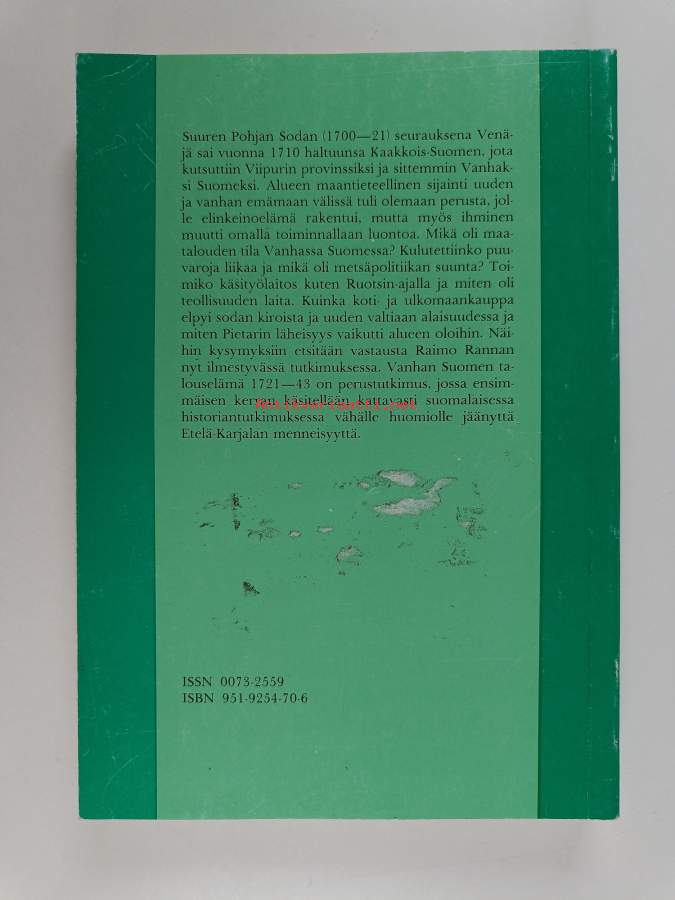 Suuren Pohjan Sodan (1700—21) seurauksena Venä-
jä sai vuonna 1710 haltuunsa Kaakkois-Suomen, jota
kutsuttiin Viipurin provinssiksi ja sittemmin Vanhak-
si Suomeksi. Alueen maantieteellinen sijainti uuden
ja vanhan emämaan välissä tuli olemaan perusta, jol-
le elinkeinoelämä rakentui, mutta myös ihminen
muutti omalla toiminnallaan luontoa. Mikä oli maa-
talouden tila Vanhassa Suomessa? Kulutettiinko puu-
varoja liikaa ja mikä oli metsäpolitiikan suunta? Toi-
miko käsityölaitos kuten Ruotsin-ajalla ja miten oli
teollisuuden laita. Kuinka koti- ja ulkomaankauppa
elpyi sodan kiroista ja uuden valtiaan alaisuudessa ja
miten Pietarin läheisyys vaikutti alueen oloihin. Näi-
hin kysymyksiin etsitään vastausta Raimo Rannan
nyt ilmestyvässä tutkimuksessa. Vanhan Suomen ta-
louselämä 1721—43 on perustutkimus, jossa ensim-
mäisen kerran käsitellään kattavasti suomalaisessa
antikvariaatti.net
historiantutkimuksessa vähälle huomiolle jäänyttä
Etelä-Karjalan menneisyyttä.
ISSN 0073-2559
ISBN 951-9254-70-6